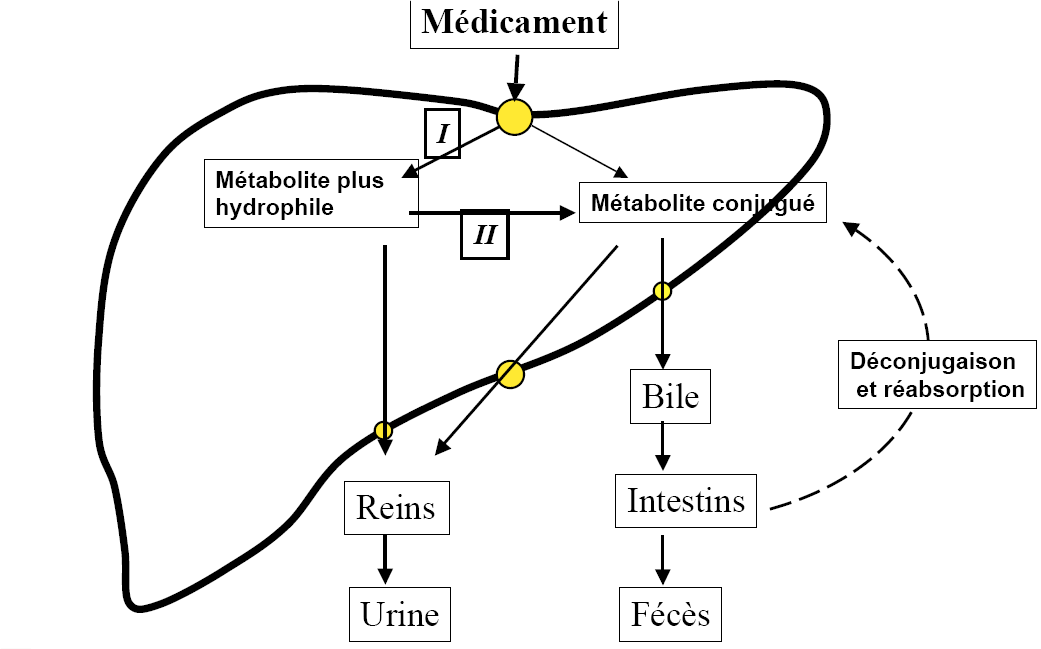 Médicament
I
Métabolite plus
hydrophile
Métabolite conjugué
II
Déconjugaison
et réabsorption
Bile
Reins
Intestins
Urine
Fécès